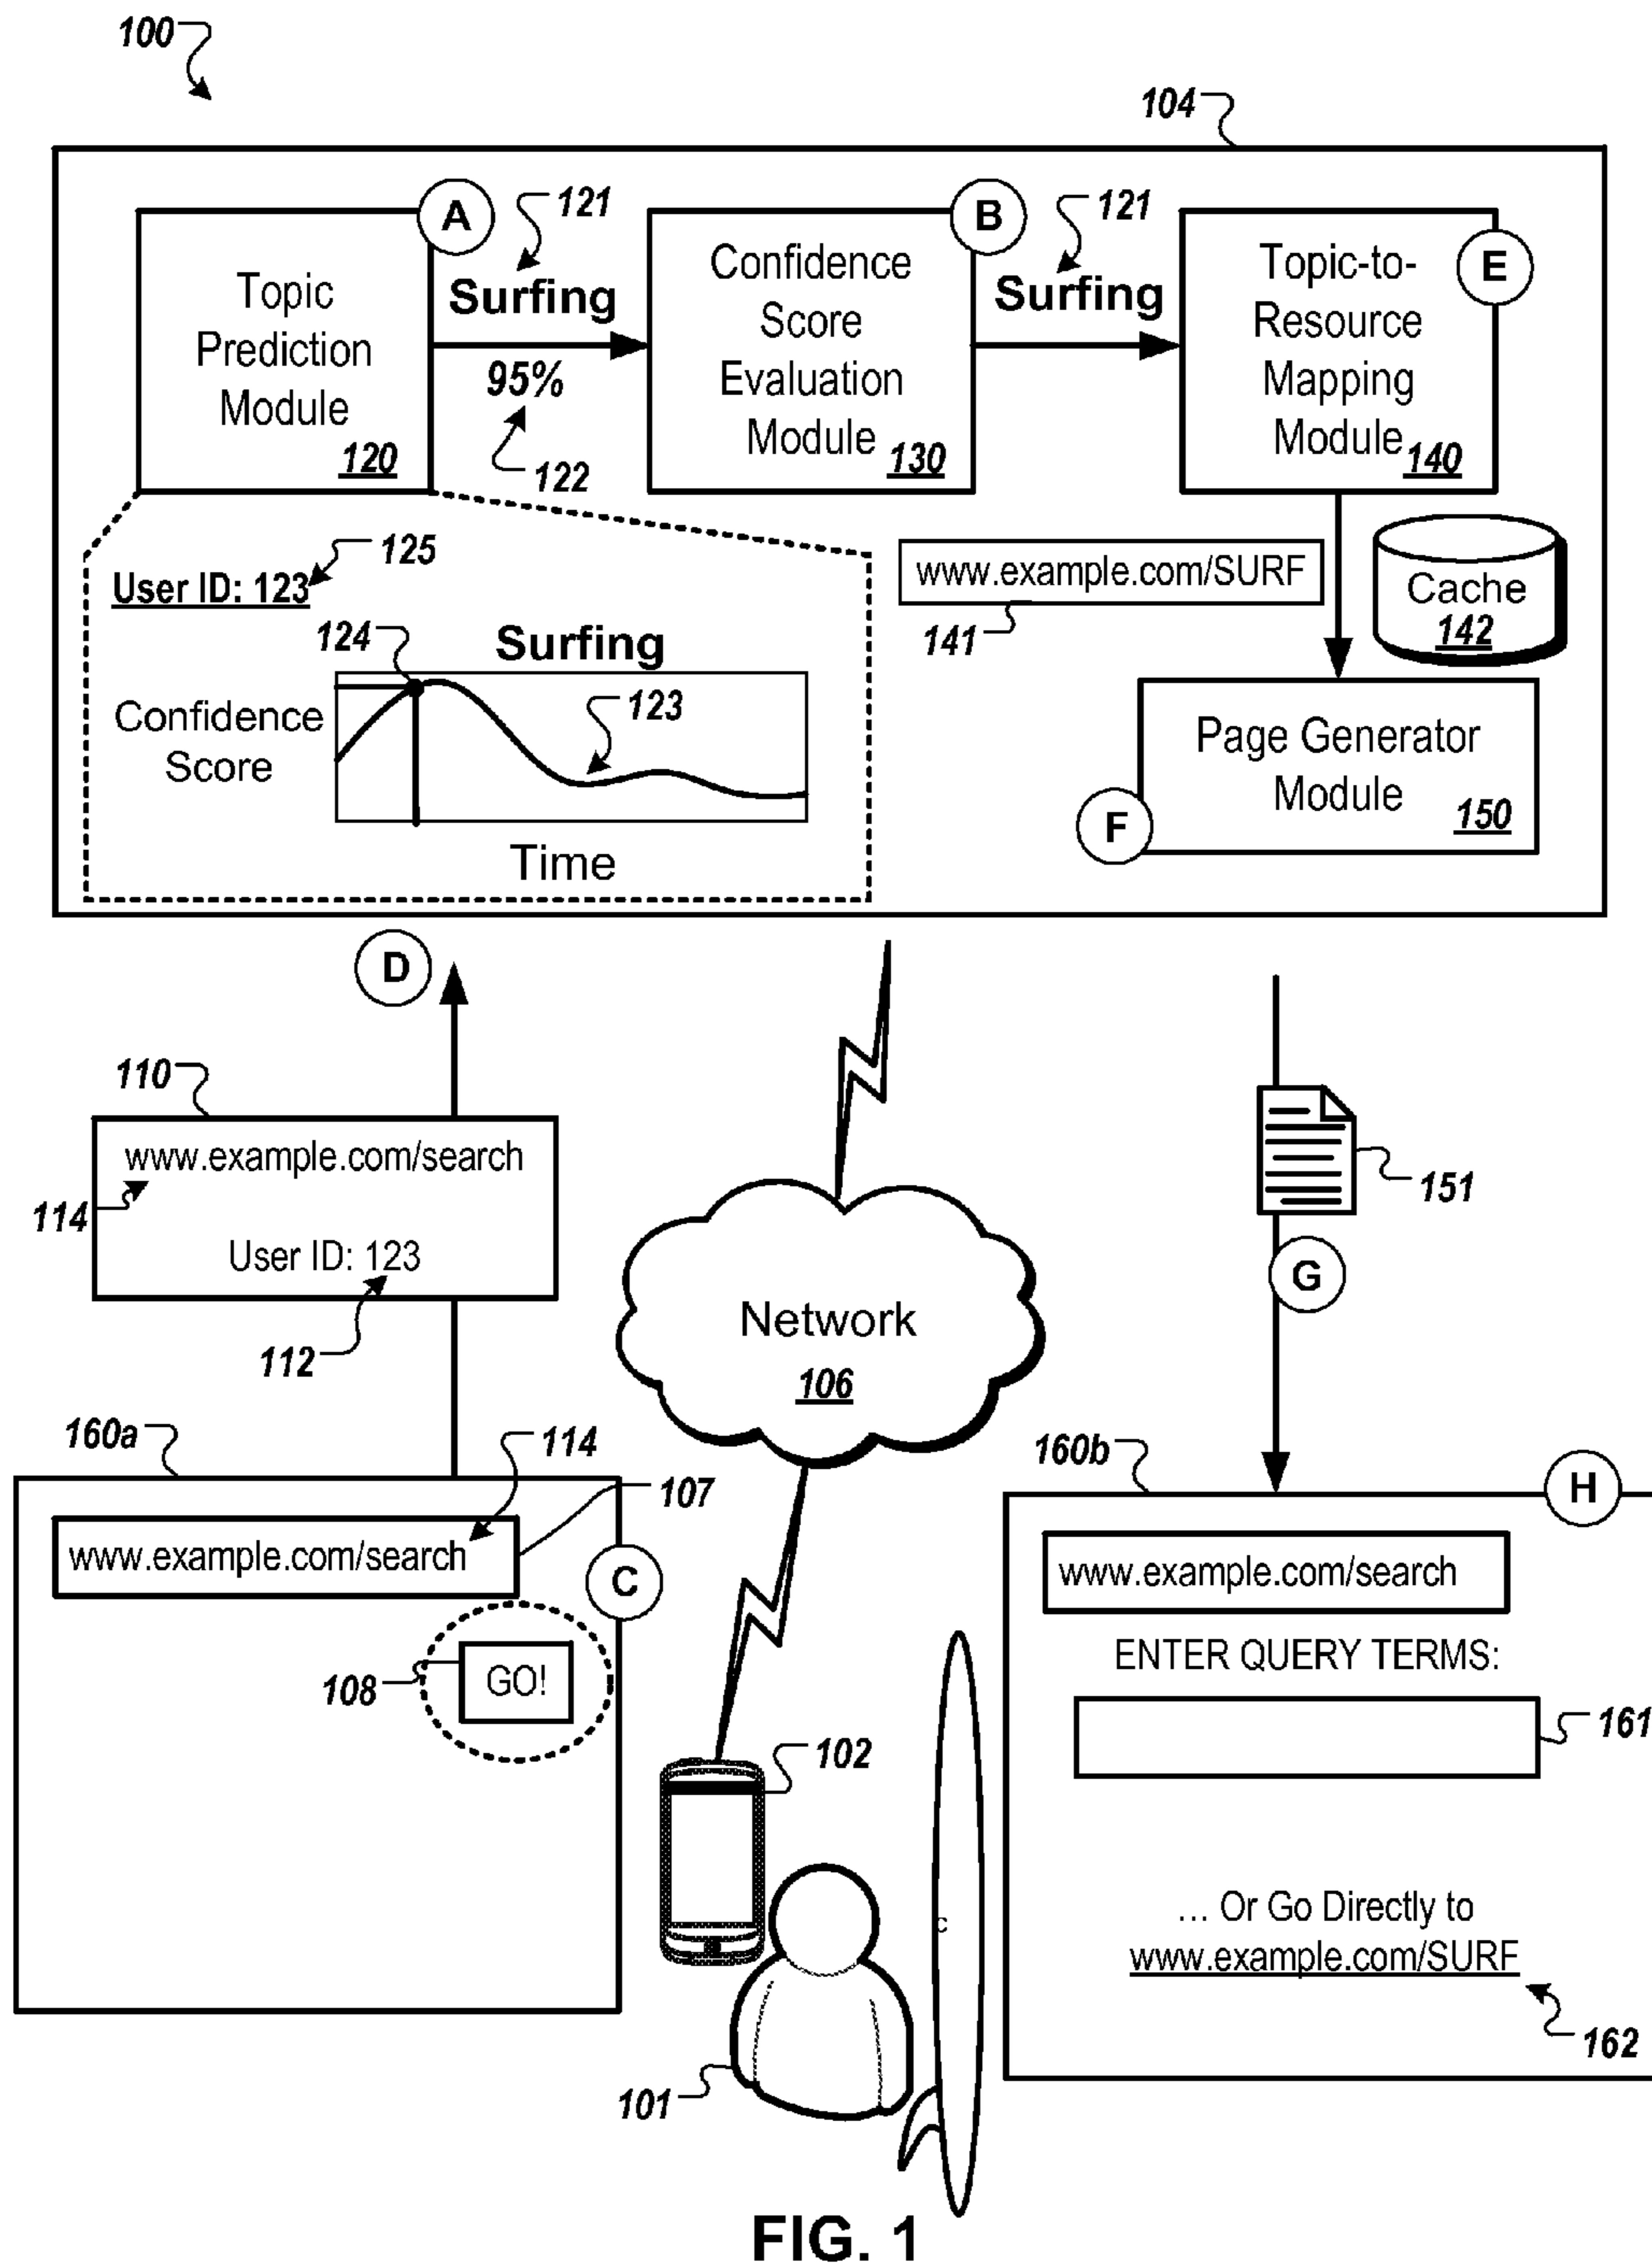 100
104
A
121
B
121
E
Topic
Prediction
Module
120
Surfing
95%
122
Confidence
Score
Evaluation
Module
130
Surfing
Topic-to-
Resource
Mapping
Module
140
125
User ID: 123
124
Surfing
123
Confidence
Score
Time
www.example.com/SURF
141
Cache
142
Page Generator
Module
150
F
D
110
www.example.com/search
114
User ID: 123
112
Network
106
151
G
160a
114
107
www.example.com/search
C
108
GO!
102
101
c
160b
H
www.example.com/search
ENTER QUERY TERMS:
161
... Or Go Directly to
www.example.com/SURF
162
FIG. 1